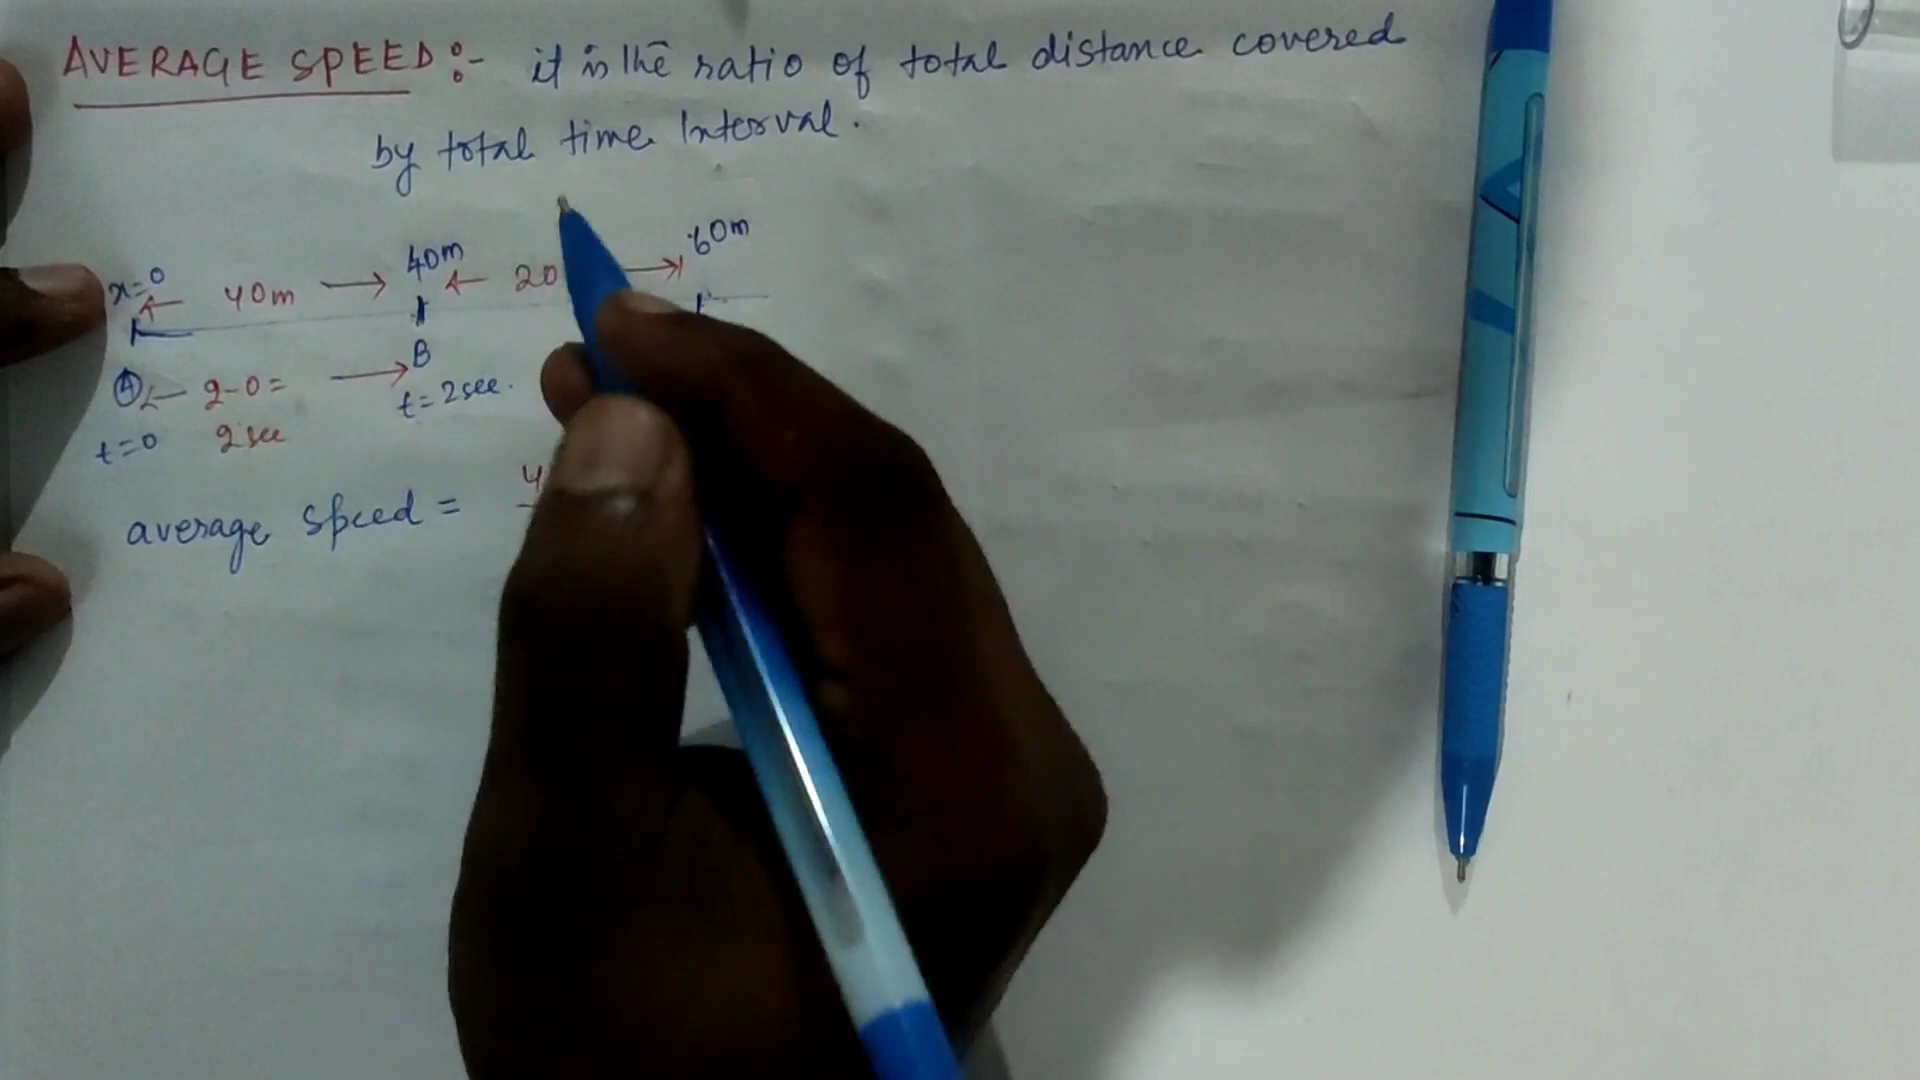 AVERAGE SPEED :- it is the ratio of total distance covered
by total time Interval.
x=0 40m 60m
← 40m → ← 20 →
B
A ← 2-0= →
t=2sec.
t=0 2sec
average speed = 4